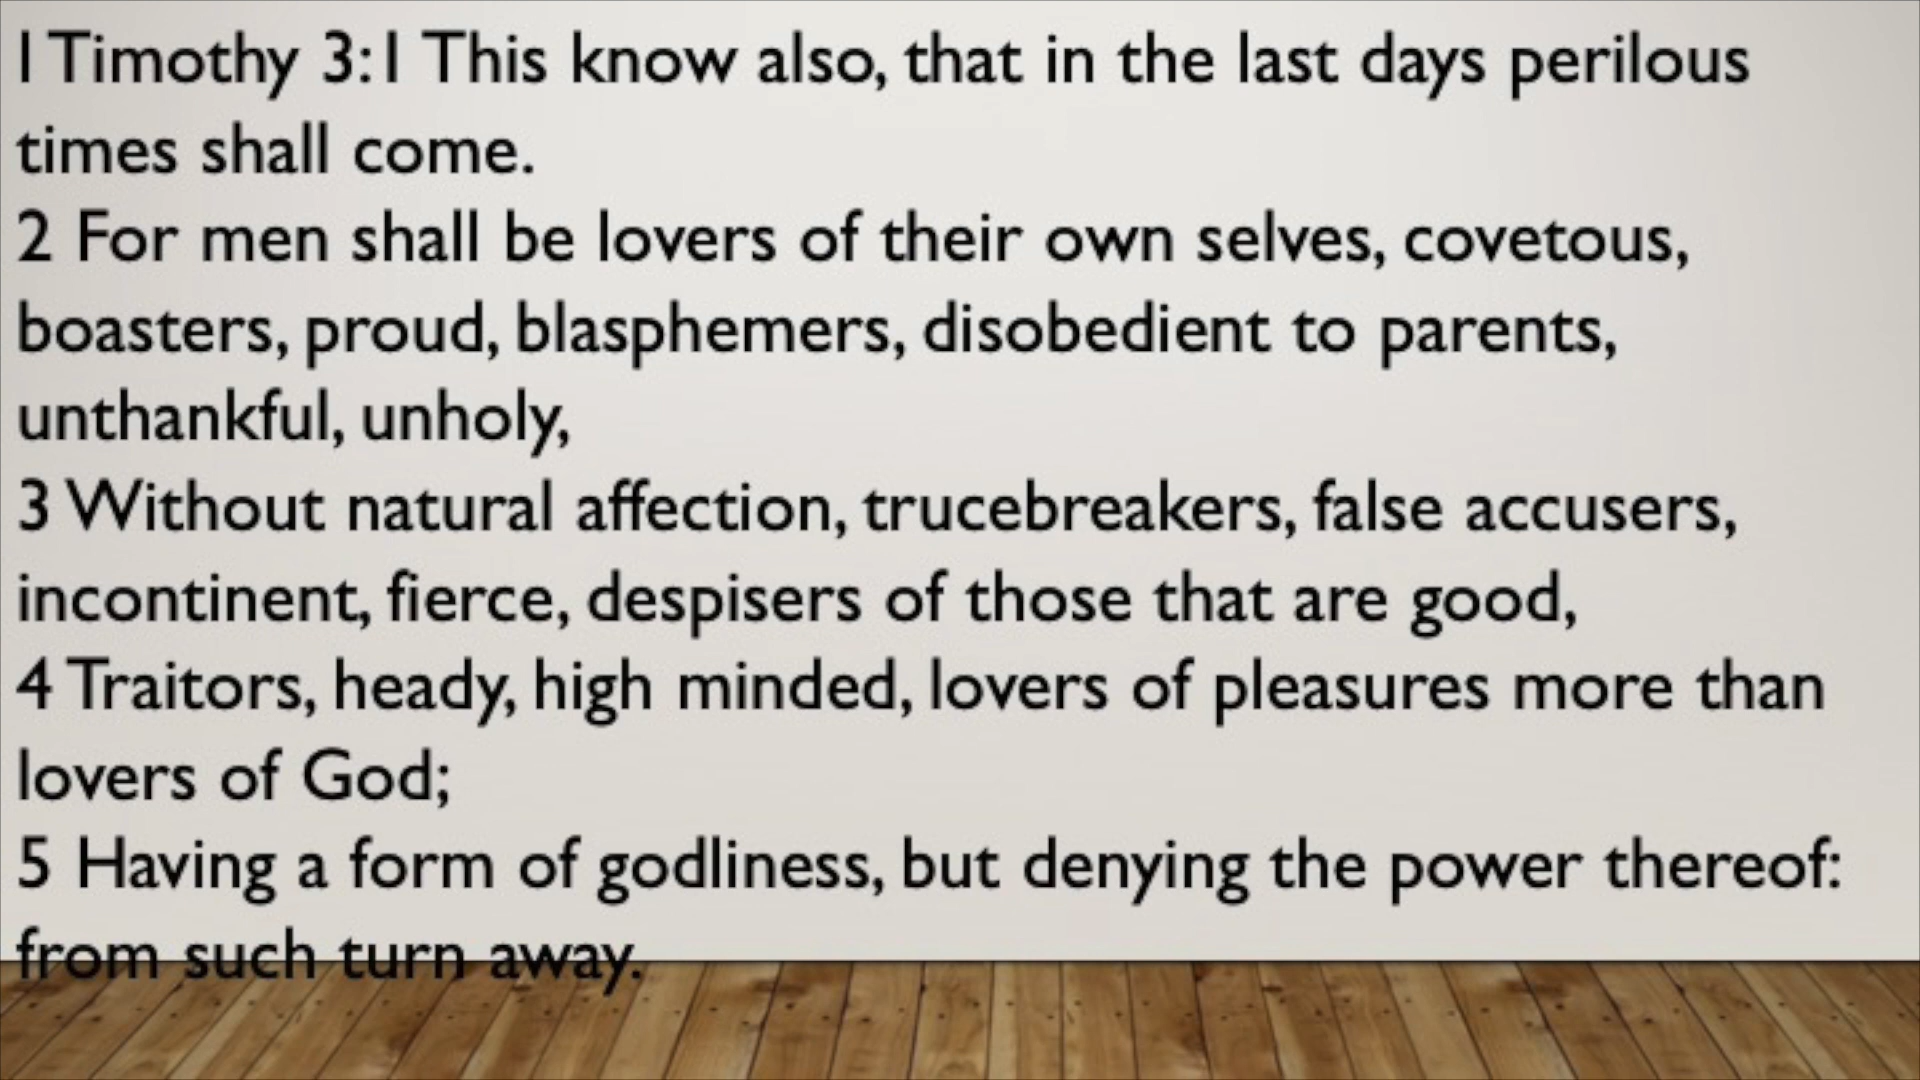 1 Timothy 3:1 This know also, that in the last days perilous
times shall come.
2 For men shall be lovers of their own selves, covetous,
boasters, proud, blasphemers, disobedient to parents,
unthankful, unholy,
3 Without natural affection, trucebreakers, false accusers,
incontinent, fierce, despisers of those that are good,
4 Traitors, heady, high minded, lovers of pleasures more than
lovers of God;
5 Having a form of godliness, but denying the power thereof:
from such turn away.